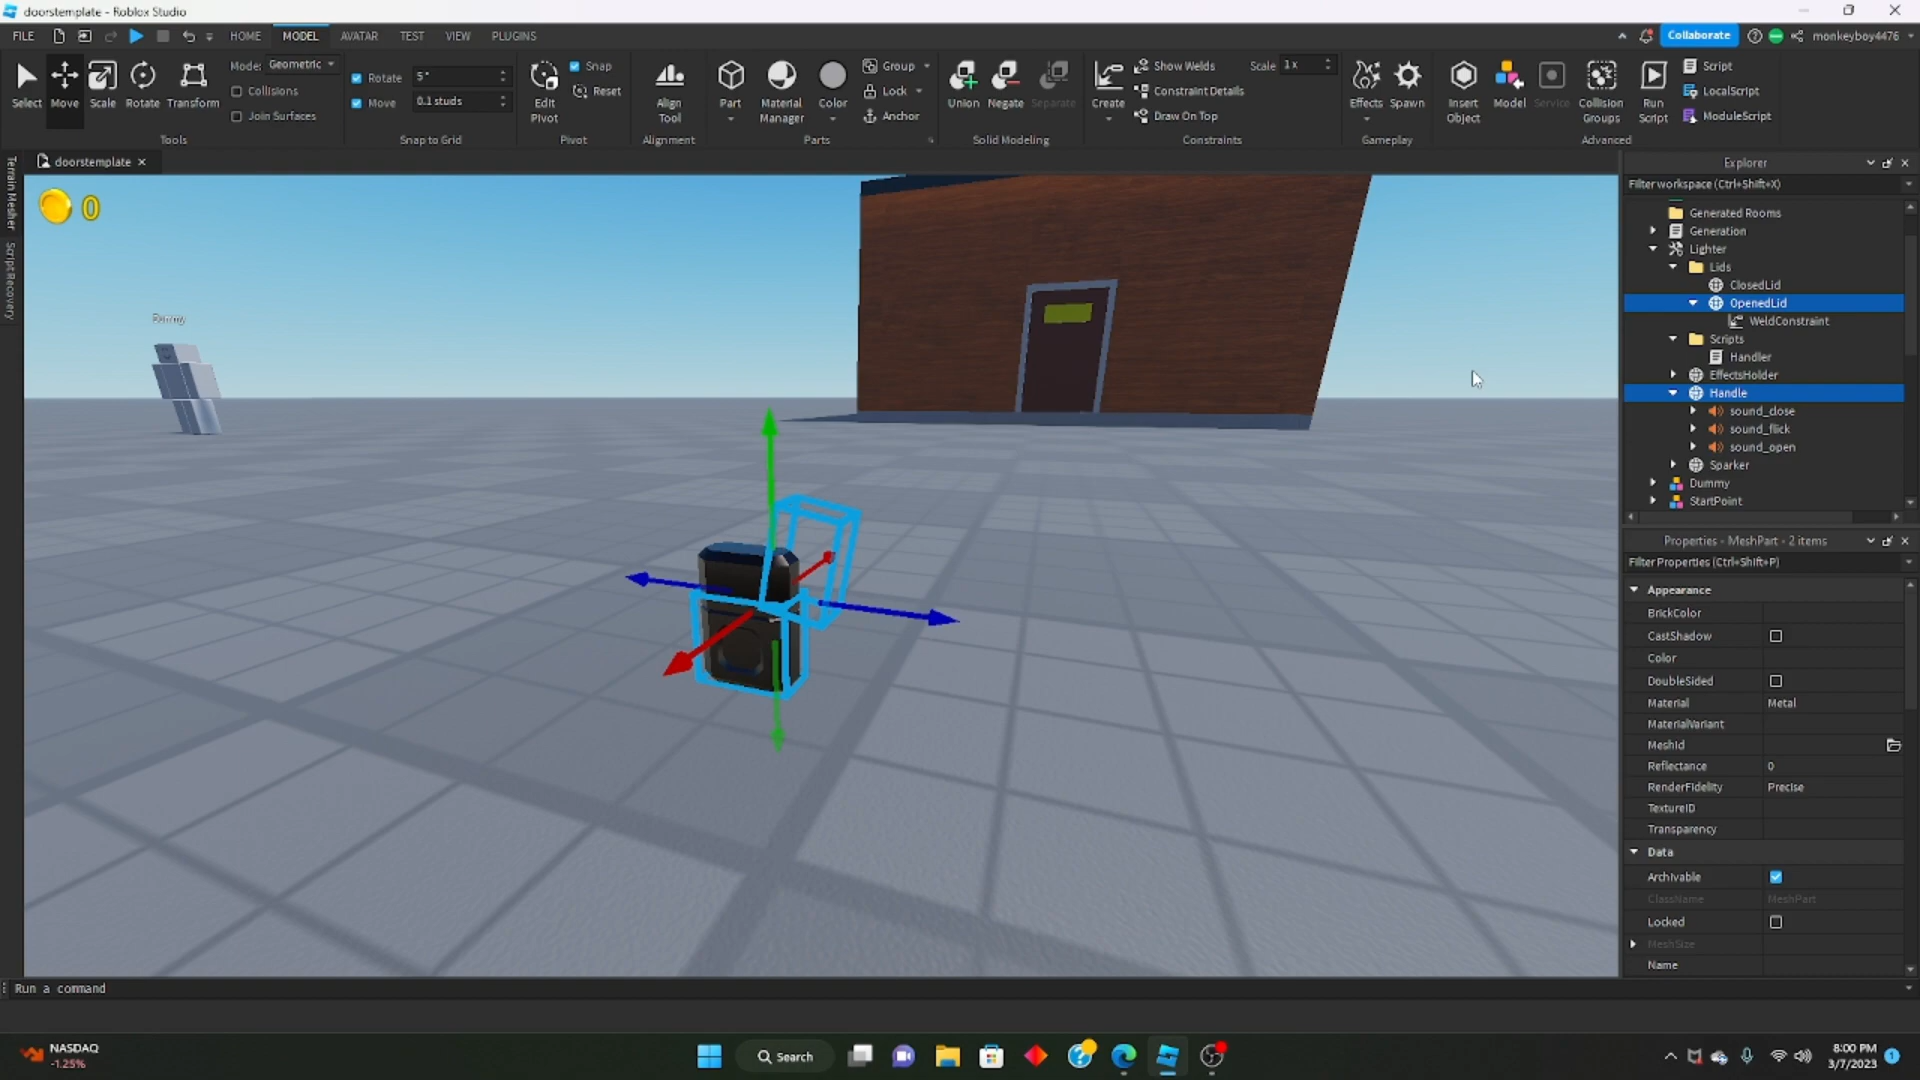 doorstemplate - Roblox Studio
FILE HOME MODEL AVATAR TEST VIEW PLUGINS Collaborate monkeyboy4476
Select Move Scale Rotate Transform
Mode: Geometric
Collisions
Join Surfaces
Tools
Rotate 5°
Move 0.1 studs
Snap to Grid
Edit Pivot
Snap
Reset
Pivot
Align Tool
Alignment
Part
Material Manager
Color
Group
Lock
Anchor
Parts
Union Negate Separate
Solid Modeling
Create
Show Welds
Constraint Details
Draw On Top
Scale 1x
Constraints
Effects Spawn
Gameplay
Insert Object
Model
Service
Collision Groups
Run Script
Script
LocalScript
ModuleScript
Advanced
Terrain Mesher
Script Recovery
doorstemplate
0
Dummy
Explorer
Filter workspace (Ctrl+Shift+X)
Generated Rooms
Generation
Lighter
Lids
ClosedLid
OpenedLid
WeldConstraint
Scripts
Handler
EffectsHolder
Handle
sound_close
sound_flick
sound_open
Sparker
Dummy
StartPoint
Properties - MeshPart - 2 items
Filter Properties (Ctrl+Shift+P)
Appearance
BrickColor
CastShadow
Color
DoubleSided
Material Metal
MaterialVariant
MeshId
Reflectance 0
RenderFidelity Precise
TextureID
Transparency
Data
Archivable
ClassName MeshPart
Locked
MeshSize
Name
Run a command
NASDAQ
-1.25%
Search
8:00 PM
3/7/2023
1